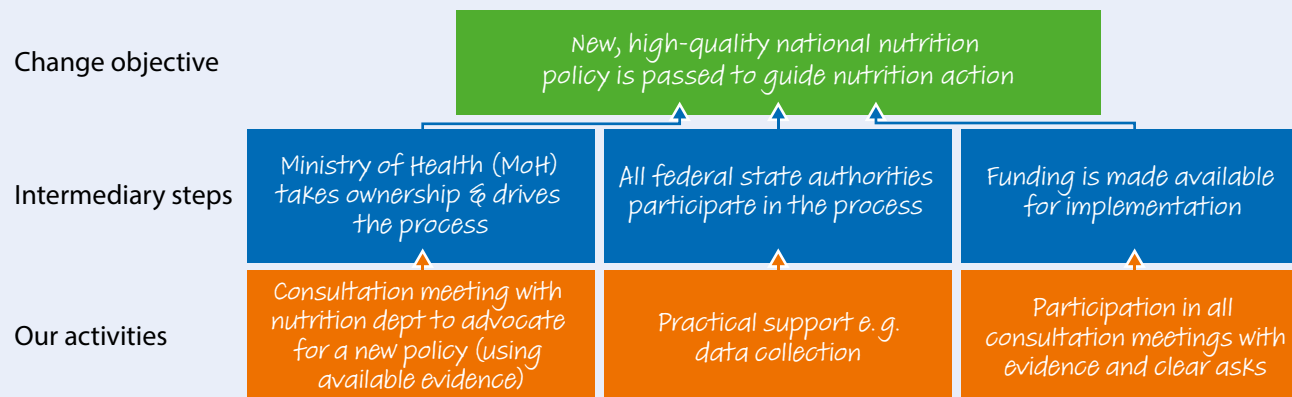 Change objective
New, high-quality national nutrition
policy is passed to guide nutrition action
Intermediary steps
Ministry of Health (MoH)
takes ownership & drives
the process
All federal state authorities
participate in the process
Funding is made available
for implementation
Our activities
Consultation meeting with
nutrition dept to advocate
for a new policy (using
available evidence)
Practical support e. g.
data collection
Participation in all
consultation meetings with
evidence and clear asks